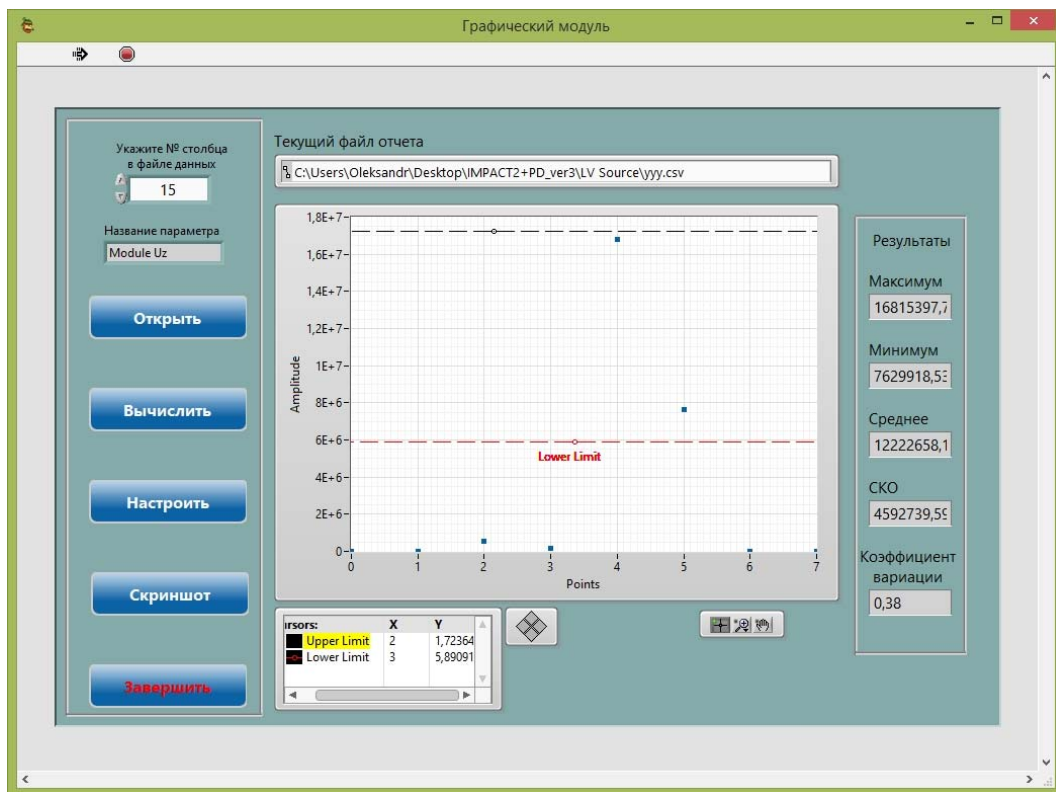 Графический модуль
Укажите № столбца
в файле данных
15
Название параметра
Module Uz
Открыть
Вычислить
Настроить
Скриншот
Завершить
Текущий файл отчета
C:\Users\Oleksandr\Desktop\IMPACT2+PD_ver3\LV Source\yyy.csv
Amplitude
1,8E+7
1,6E+7
1,4E+7
1,2E+7
1E+7
8E+6
6E+6
4E+6
2E+6
0
Lower Limit
0 1 2 3 4 5 6 7
Points
irsors: X Y
Upper Limit 2 1,72364
Lower Limit 3 5,89091
Результаты
Максимум
16815397,7
Минимум
7629918,53
Среднее
12222658,1
СКО
4592739,59
Коэффициент
вариации
0,38